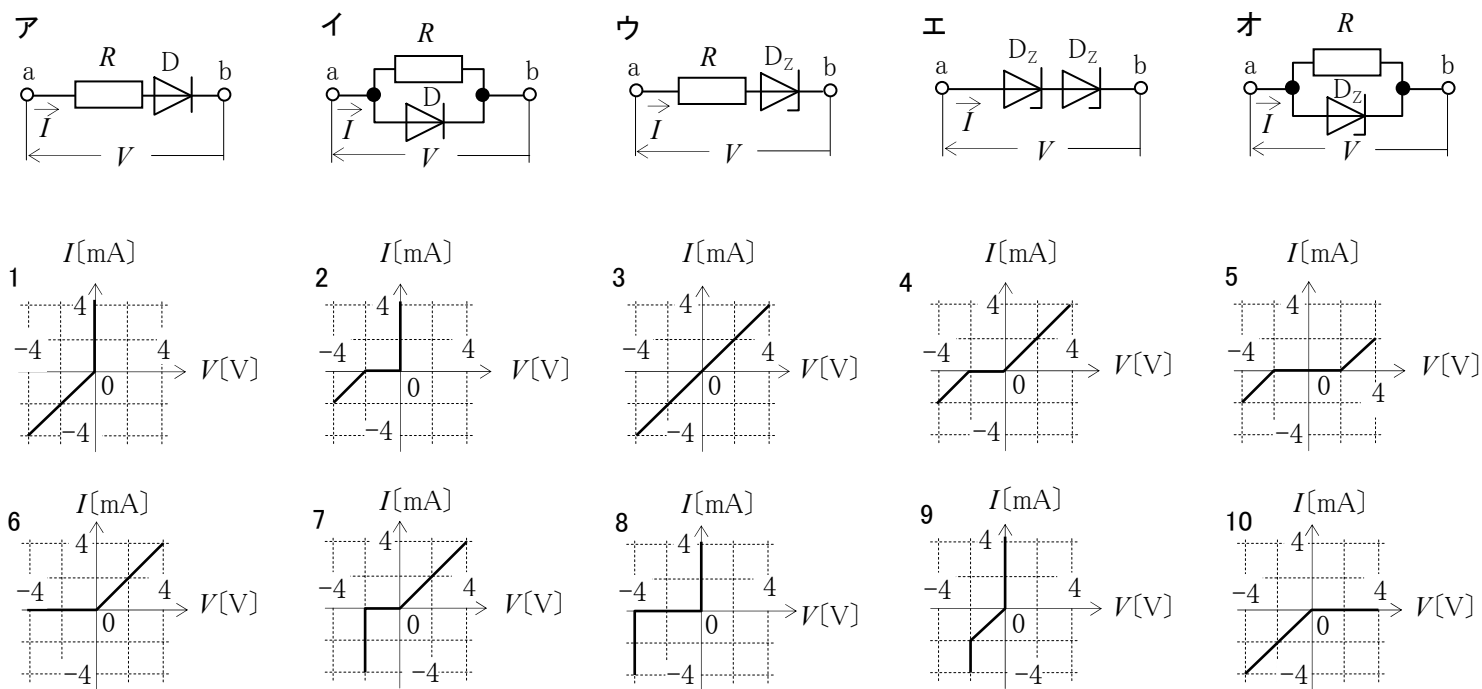 ア イ ウ エ オ
R D a b I V
R D a b I V
R D_Z a b I V
D_Z D_Z a b I V
R D_Z a b I V
1 I[mA] 4 -4 4 V[V] 0 -4
2 I[mA] 4 -4 4 V[V] 0 -4
3 I[mA] 4 -4 4 V[V] 0 -4
4 I[mA] 4 -4 4 V[V] 0 -4
5 I[mA] 4 -4 4 V[V] 0 -4
6 I[mA] 4 -4 4 V[V] 0 -4
7 I[mA] 4 -4 4 V[V] 0 -4
8 I[mA] 4 -4 4 V[V] 0 -4
9 I[mA] 4 -4 4 V[V] 0 -4
10 I[mA] 4 -4 4 V[V] 0 -4